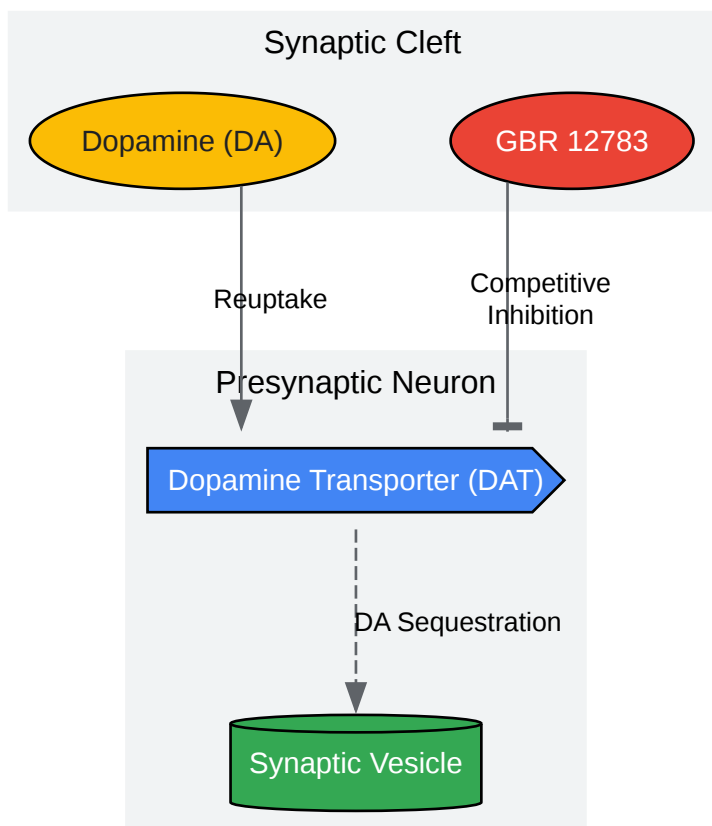 Synaptic Cleft
Dopamine (DA)
GBR 12783
Reuptake
Competitive
Inhibition
Presynaptic Neuron
Dopamine Transporter (DAT)
DA Sequestration
Synaptic Vesicle